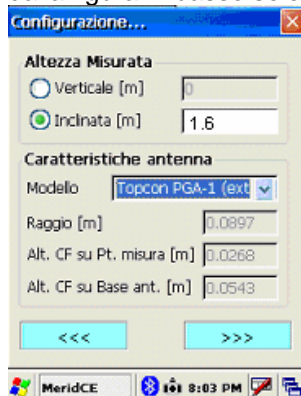 Configurazione...
Altezza Misurata
Verticale [m] 0
Inclinata [m] 1.6
Caratteristiche antenna
Modello Topcon PGA-1 (ext
Raggio [m] 0.0897
Alt. CF su Pt. misura [m] 0.0268
Alt. CF su Base ant. [m] 0.0543
<<< >>>
MeridCE 8:03 PM